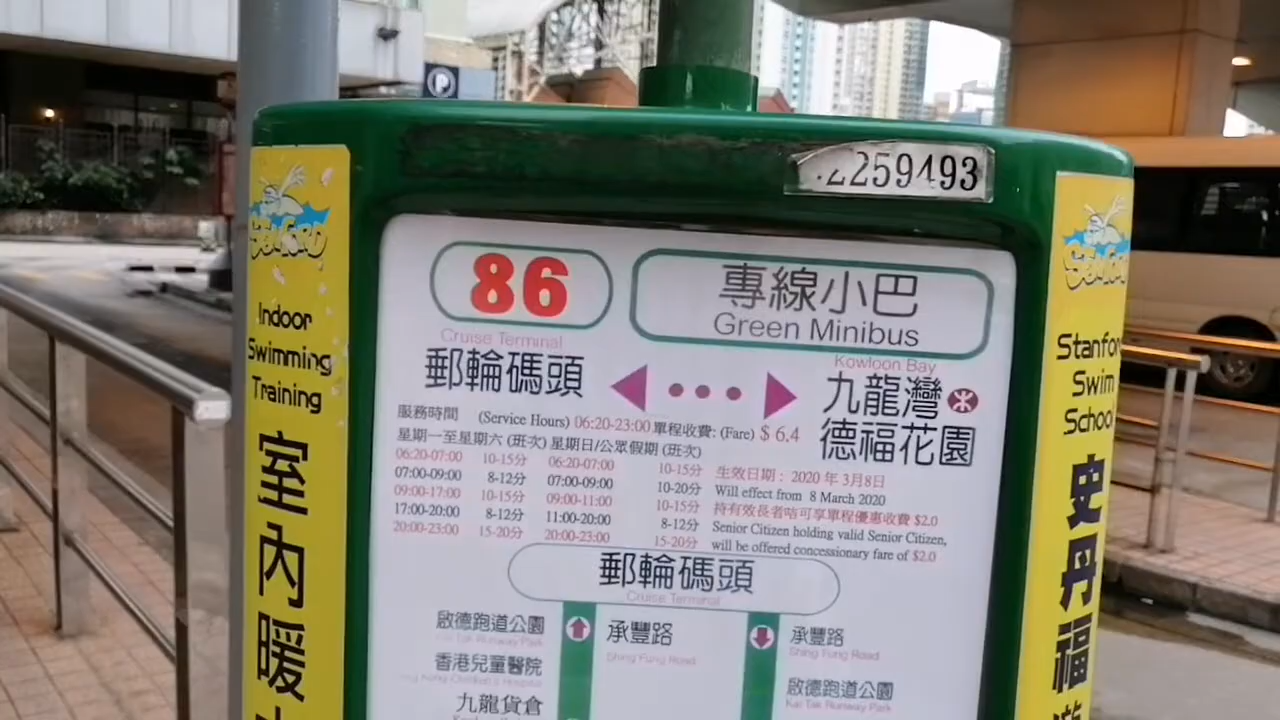 P
2259493
86
專線小巴
Green Minibus
Cruise Terminal
郵輪碼頭
Kowloon Bay
九龍灣
德福花園
服務時間 (Service Hours) 06:20-23:00 單程收費: (Fare) $ 6.4
星期一至星期六 (班次) 星期日/公眾假期 (班次)
06:20-07:00 10-15分 06:20-07:00 10-15分
07:00-09:00 8-12分 07:00-09:00 10-20分
09:00-17:00 10-15分 09:00-11:00 10-15分
17:00-20:00 8-12分 11:00-20:00 8-12分
20:00-23:00 15-20分 20:00-23:00 15-20分
生效日期 : 2020 年 3月8日
Will effect from 8 March 2020
持有效長者咭可享單程優惠收費 $2.0
Senior Citizen holding valid Senior Citizen,
will be offered concessionary fare of $2.0
郵輪碼頭
Cruise Terminal
啟德跑道公園
Kai Tak Runway Park
香港兒童醫院
Hong Kong Children's Hospital
九龍貨倉
承豐路
Shing Fung Road
承豐路
Shing Fung Road
啟德跑道公園
Kai Tak Runway Park
Indoor
Swimming
Training
室內暖
Stanford
Swim
School
史丹福